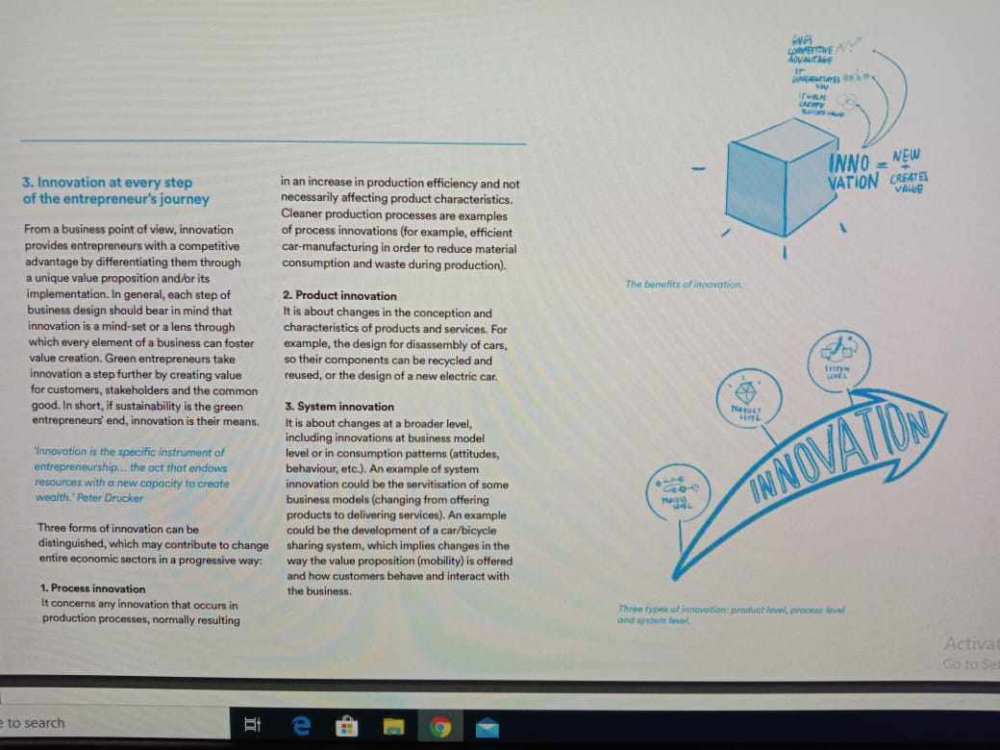 3. Innovation at every step
of the entrepreneur's journey
From a business point of view, innovation
provides entrepreneurs with a competitive
advantage by differentiating them through
a unique value proposition and/or its
implementation. In general, each step of
business design should bear in mind that
innovation is a mind-set or a lens through
which every element of a business can foster
value creation. Green entrepreneurs take
innovation a step further by creating value
for customers, stakeholders and the common
good. In short, if sustainability is the green
entrepreneurs' end, innovation is their means.
'Innovation is the specific instrument of
entrepreneurship... the act that endows
resources with a new capacity to create
wealth.' Peter Drucker
Three forms of innovation can be
distinguished, which may contribute to change
entire economic sectors in a progressive way:
1. Process innovation
It concerns any innovation that occurs in
production processes, normally resulting
in an increase in production efficiency and not
necessarily affecting product characteristics.
Cleaner production processes are examples
of process innovations (for example, efficient
car-manufacturing in order to reduce material
consumption and waste during production).
2. Product innovation
It is about changes in the conception and
characteristics of products and services. For
example, the design for disassembly of cars,
so their components can be recycled and
reused, or the design of a new electric car.
3. System innovation
It is about changes at a broader level,
including innovations at business model
level or in consumption patterns (attitudes,
behaviour, etc.). An example of system
innovation could be the servitisation of some
business models (changing from offering
products to delivering services). An example
could be the development of a car/bicycle
sharing system, which implies changes in the
way the value proposition (mobility) is offered
and how customers behave and interact with
the business.
GIVES
COMPETITIVE
ADVANTAGE
IT
DIFFERENTIATES
YOU
IT HELPS
CREATE
BLENDED VALUE
INNO
VATION
=
NEW
+
CREATES
VALUE
The benefits of innovation.
SYSTEM
LEVEL
PRODUCT
LEVEL
PROCESS
LEVEL
INNOVATION
Three types of innovation: product level, process level
and system level.
Activat
Go to Set
e to search